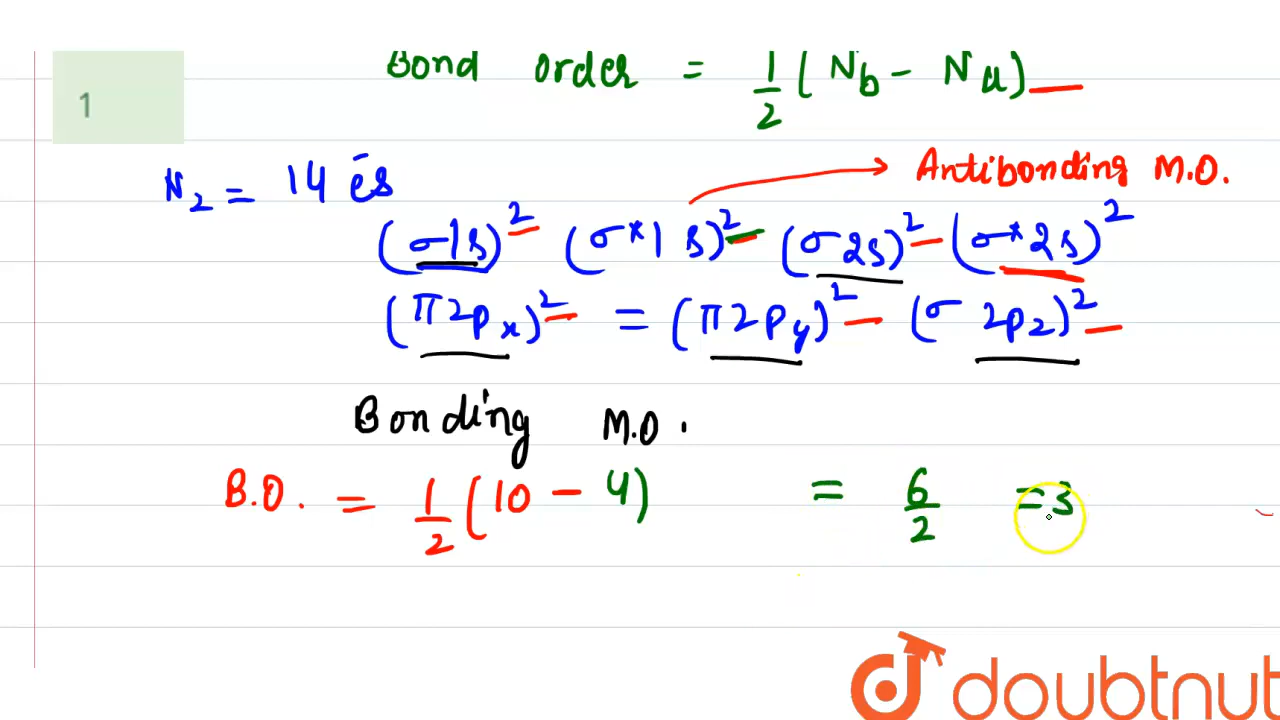 Bond order = 1/2 (Nb - Na)
1
Antibonding M.O.
N2 = 14 ēs
(σ1s)² (σ*1s)² (σ2s)² (σ*2s)²
(π2px)² = (π2py)² (σ2pz)²
Bonding M.O.
B.O. = 1/2 (10 - 4) = 6/2 = 3
doubtnut